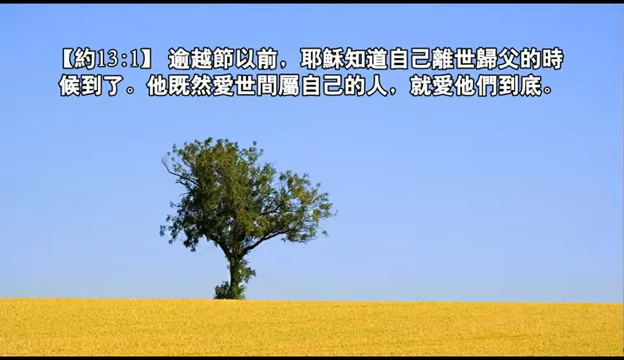 【約13:1】 逾越節以前，耶穌知道自己離世歸父的時
候到了。他既然愛世間屬自己的人，就愛他們到底。